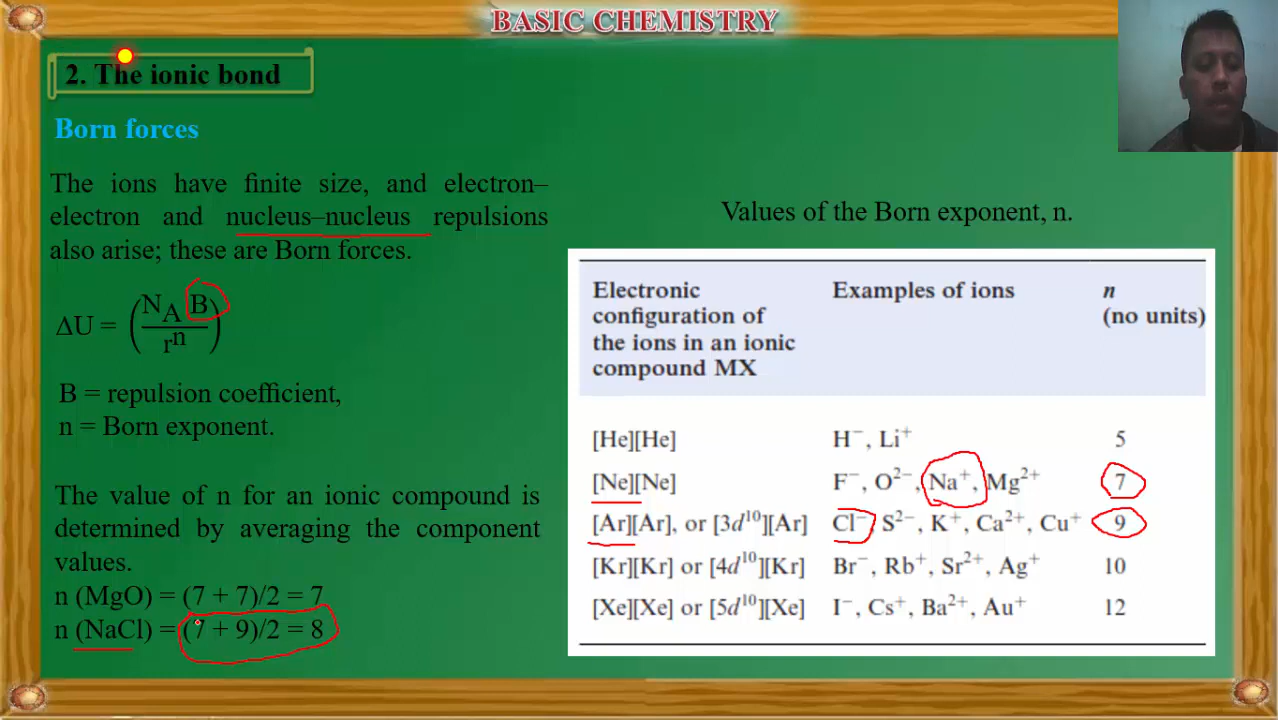 BASIC CHEMISTRY
2. The ionic bond
Born forces
The ions have finite size, and electron–
electron and nucleus–nucleus repulsions
also arise; these are Born forces.
ΔU = (N_A B / r^n)
B = repulsion coefficient,
n = Born exponent.
The value of n for an ionic compound is
determined by averaging the component
values.
n (MgO) = (7 + 7)/2 = 7
n (NaCl) = (7 + 9)/2 = 8
Values of the Born exponent, n.
Electronic configuration of the ions in an ionic compound MX | Examples of ions | n (no units)
[He][He] H⁻, Li⁺ 5
[Ne][Ne] F⁻, O²⁻, Na⁺, Mg²⁺ 7
[Ar][Ar], or [3d¹⁰][Ar] Cl⁻, S²⁻, K⁺, Ca²⁺, Cu⁺ 9
[Kr][Kr] or [4d¹⁰][Kr] Br⁻, Rb⁺, Sr²⁺, Ag⁺ 10
[Xe][Xe] or [5d¹⁰][Xe] I⁻, Cs⁺, Ba²⁺, Au⁺ 12